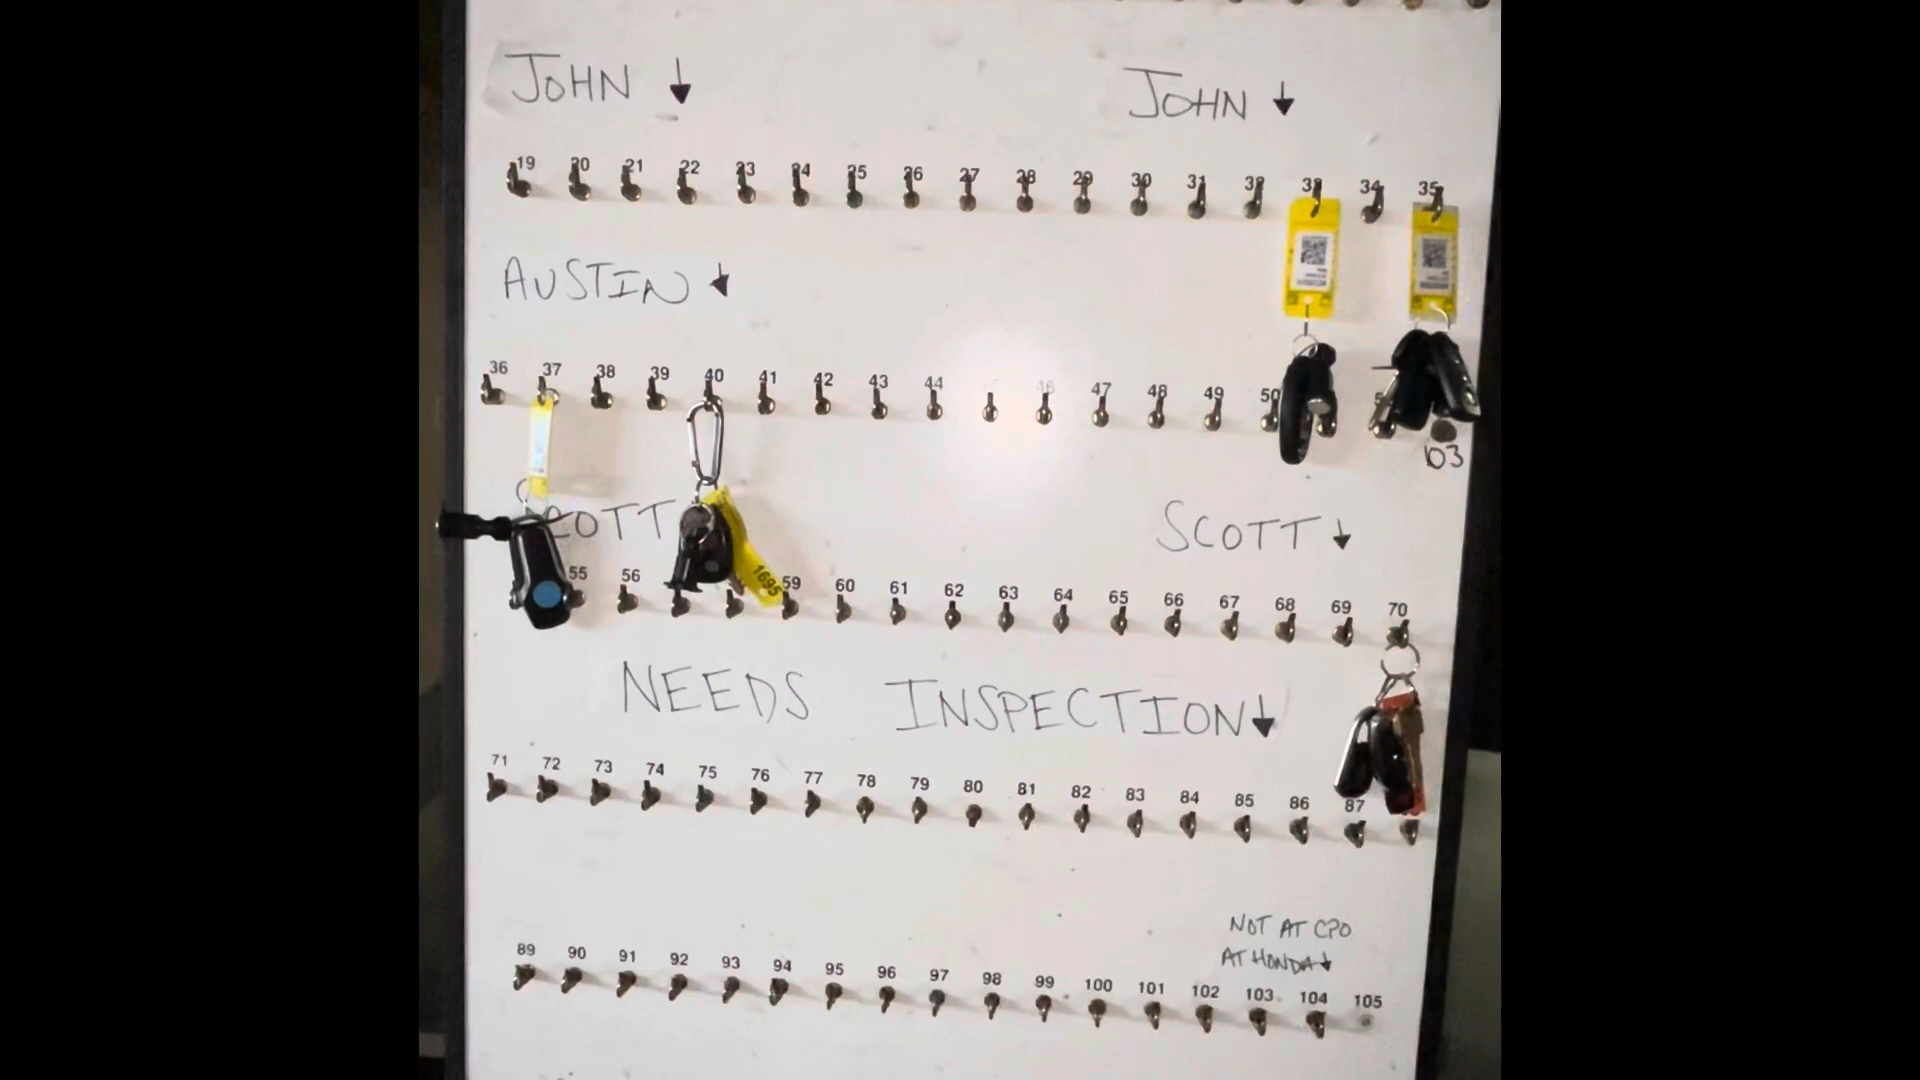 JOHN ↓ JOHN ↓
19 20 21 22 23 24 25 26 27 28 29 30 31 32 33 34 35
AUSTIN ↓
36 37 38 39 40 41 42 43 44 46 47 48 49 50
03
SCOTT SCOTT ↓
1695
55 56 59 60 61 62 63 64 65 66 67 68 69 70
NEEDS INSPECTION ↓
71 72 73 74 75 76 77 78 79 80 81 82 83 84 85 86 87
NOT AT CPO
AT HONDA ↓
89 90 91 92 93 94 95 96 97 98 99 100 101 102 103 104 105